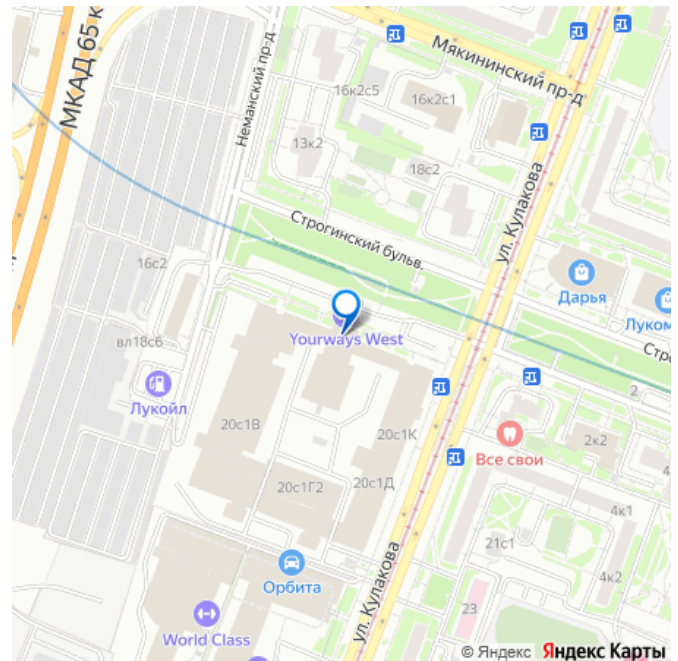 МКАД 65 к
Неманский пр-д
Мякининский пр-д
16к2с5
16к2с1
13к2
18с2
ул. Кулакова
Строгинский бульв.
16с2
Дарья
Луком
Стро
вл18с6
Yourways West
Лукойл
2
20с1В
20с1К
2к2
Все свои
20с1Г2
20с1Д
4к1
21с1
4к2
ул. Кулакова
Орбита
23
World Class
© Яндекс Яндекс Карты